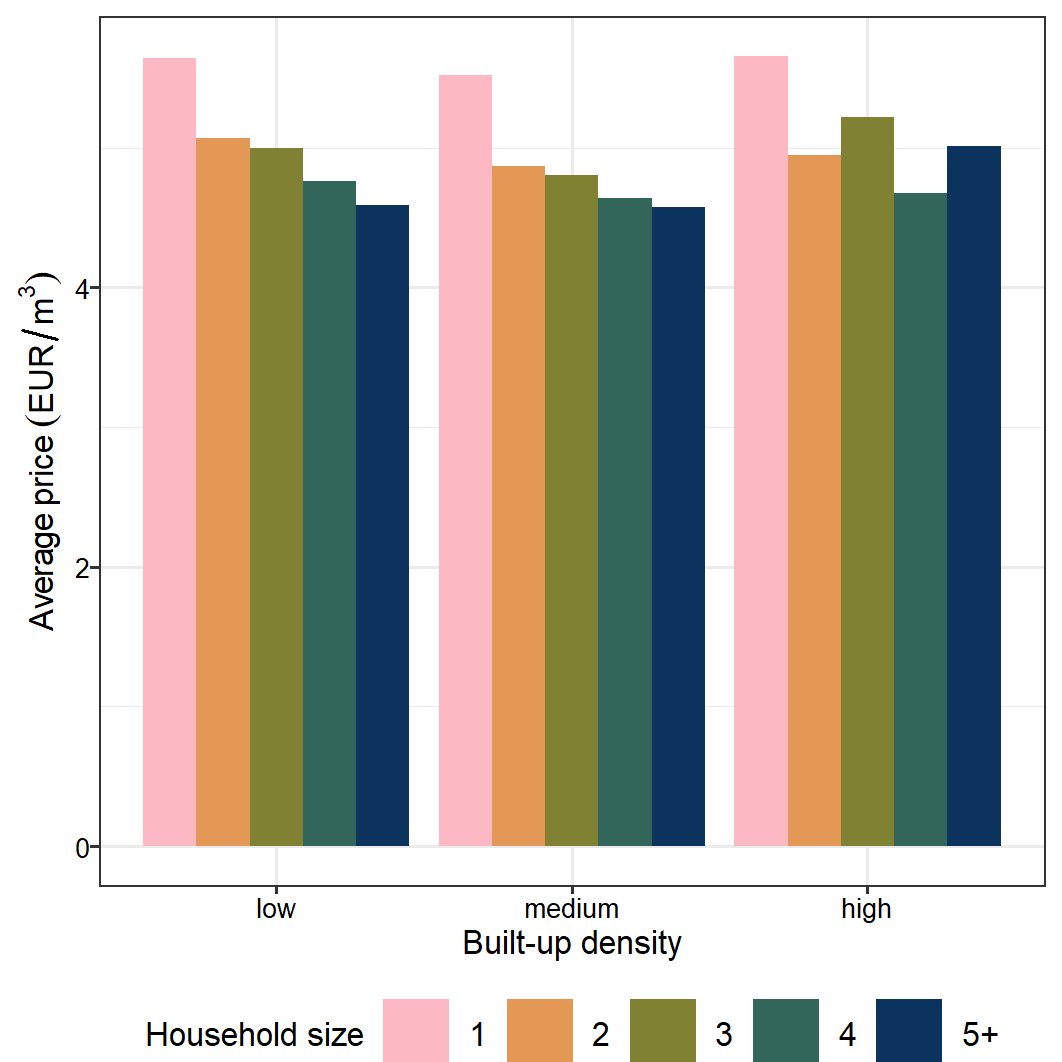 Average price (EUR/m³)
4
2
0
low medium high
Built-up density
Household size 1 2 3 4 5+